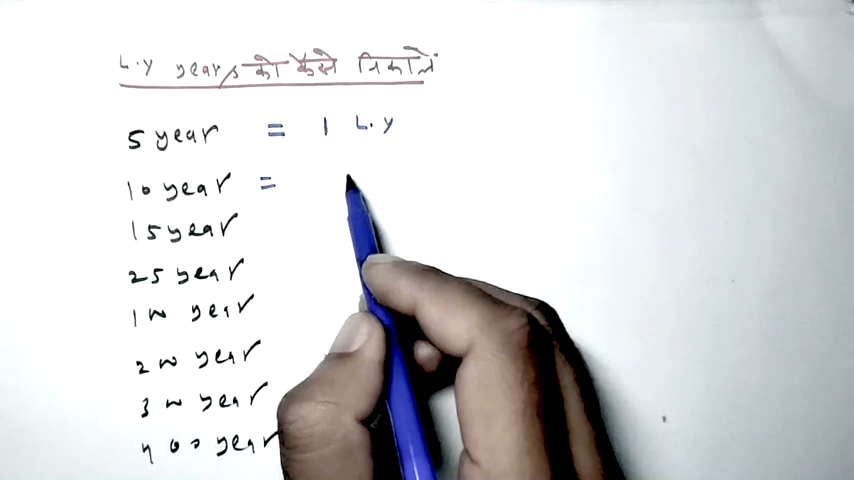 L.y years को कैसे निकालें
5 year = 1 L.y
10 year =
15 year
25 year
100 year
200 year
300 year
400 year